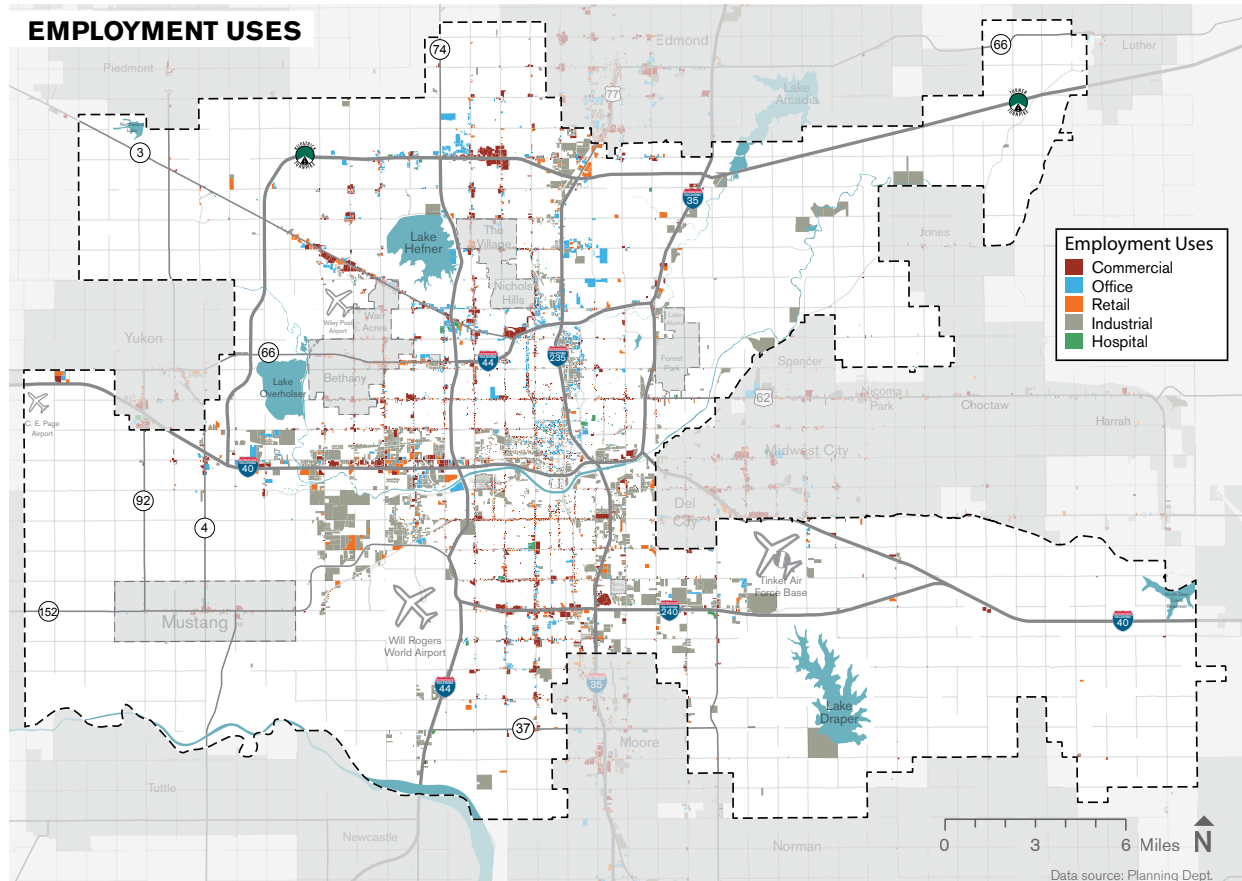 EMPLOYMENT USES
74
Edmond
66
Luther
Piedmont
77
Lake
Arcadia
TURNER
TURNPIKE
3
35
Lake
Hefner
The
Village
Jones
Employment Uses
Commercial
Office
Retail
Industrial
Hospital
Nichols
Hills
Wiley Post
Airport
Warr
Acres
Yukon
66
44
235
Forest
Park
Spencer
Bethany
Lake
Overholser
62
Nicoma
Park
Choctaw
Harrah
C. E. Page
Airport
40
Midwest City
92
4
Del
City
Tinker Air
Force Base
152
Mustang
240
40
Will Rogers
World Airport
44
35
Lake
Draper
37
Moore
Tuttle
Newcastle
Norman
0 3 6 Miles N
Data source: Planning Dept.